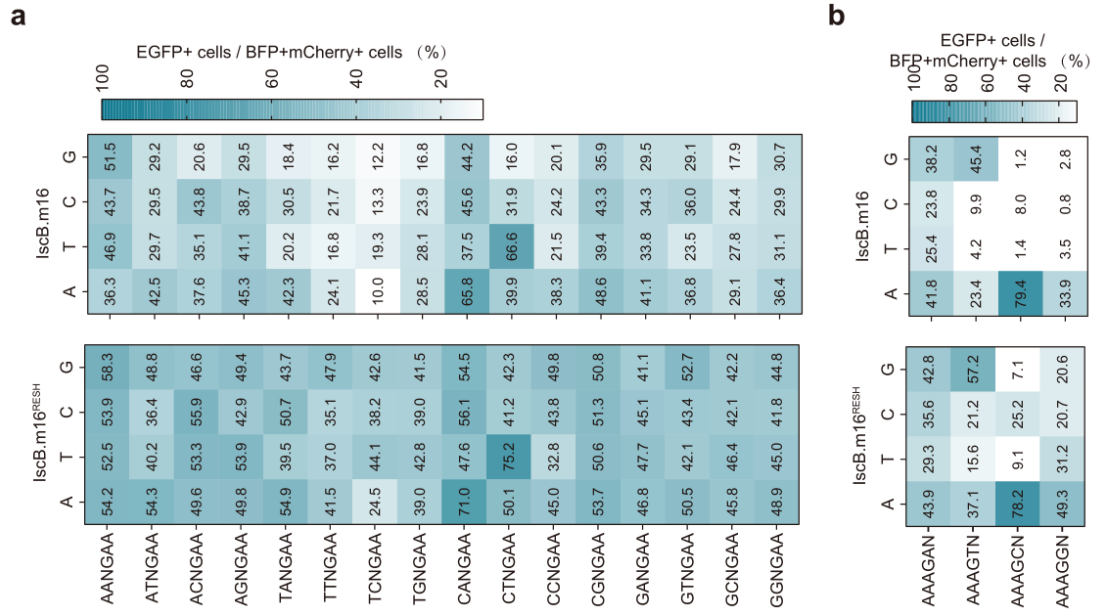 a
EGFP+ cells / BFP+mCherry+ cells (%)
100 80 60 40 20
IscB.m16
G 51.5 29.2 20.6 29.5 18.4 16.2 12.2 16.8 44.2 16.0 20.1 35.9 29.5 29.1 17.9 30.7
C 43.7 29.5 43.8 38.7 30.5 21.7 13.3 23.9 45.6 31.9 24.2 43.3 34.3 36.0 24.4 29.9
T 46.9 29.7 35.1 41.1 20.2 16.8 19.3 28.1 37.5 66.6 21.5 39.4 33.8 23.5 27.8 31.1
A 36.3 42.5 37.6 45.3 42.3 24.1 10.0 28.5 65.8 39.9 38.3 48.6 41.1 36.8 29.1 36.4
IscB.m16RESH
G 58.3 48.8 46.6 49.4 43.7 47.9 42.6 41.5 54.5 42.3 49.8 50.8 41.1 52.7 42.2 44.8
C 53.9 36.4 55.9 42.9 50.7 35.1 38.2 39.0 56.1 41.2 43.8 51.3 45.1 43.4 42.1 41.8
T 52.5 40.2 53.3 53.9 39.5 37.0 44.1 42.8 47.6 75.2 32.8 50.6 47.7 42.1 46.4 45.0
A 54.2 54.3 49.6 49.8 54.9 41.5 24.5 39.0 71.0 50.1 45.0 53.7 46.8 50.5 45.8 48.9
AANGAA ATNGAA ACNGAA AGNGAA TANGAA TTNGAA TCNGAA TGNGAA CANGAA CTNGAA CCNGAA CGNGAA GANGAA GTNGAA GCNGAA GGNGAA
b
EGFP+ cells /
BFP+mCherry+ cells (%)
100 80 60 40 20
IscB.m16
G 38.2 45.4 1.2 2.8
C 23.8 9.9 8.0 0.8
T 25.4 4.2 1.4 3.5
A 41.8 23.4 79.4 33.9
IscB.m16RESH
G 42.8 57.2 7.1 20.6
C 35.6 21.2 25.2 20.7
T 29.3 15.6 9.1 31.2
A 43.9 37.1 78.2 49.3
AAAGAN AAAGTN AAAGCN AAAGGN